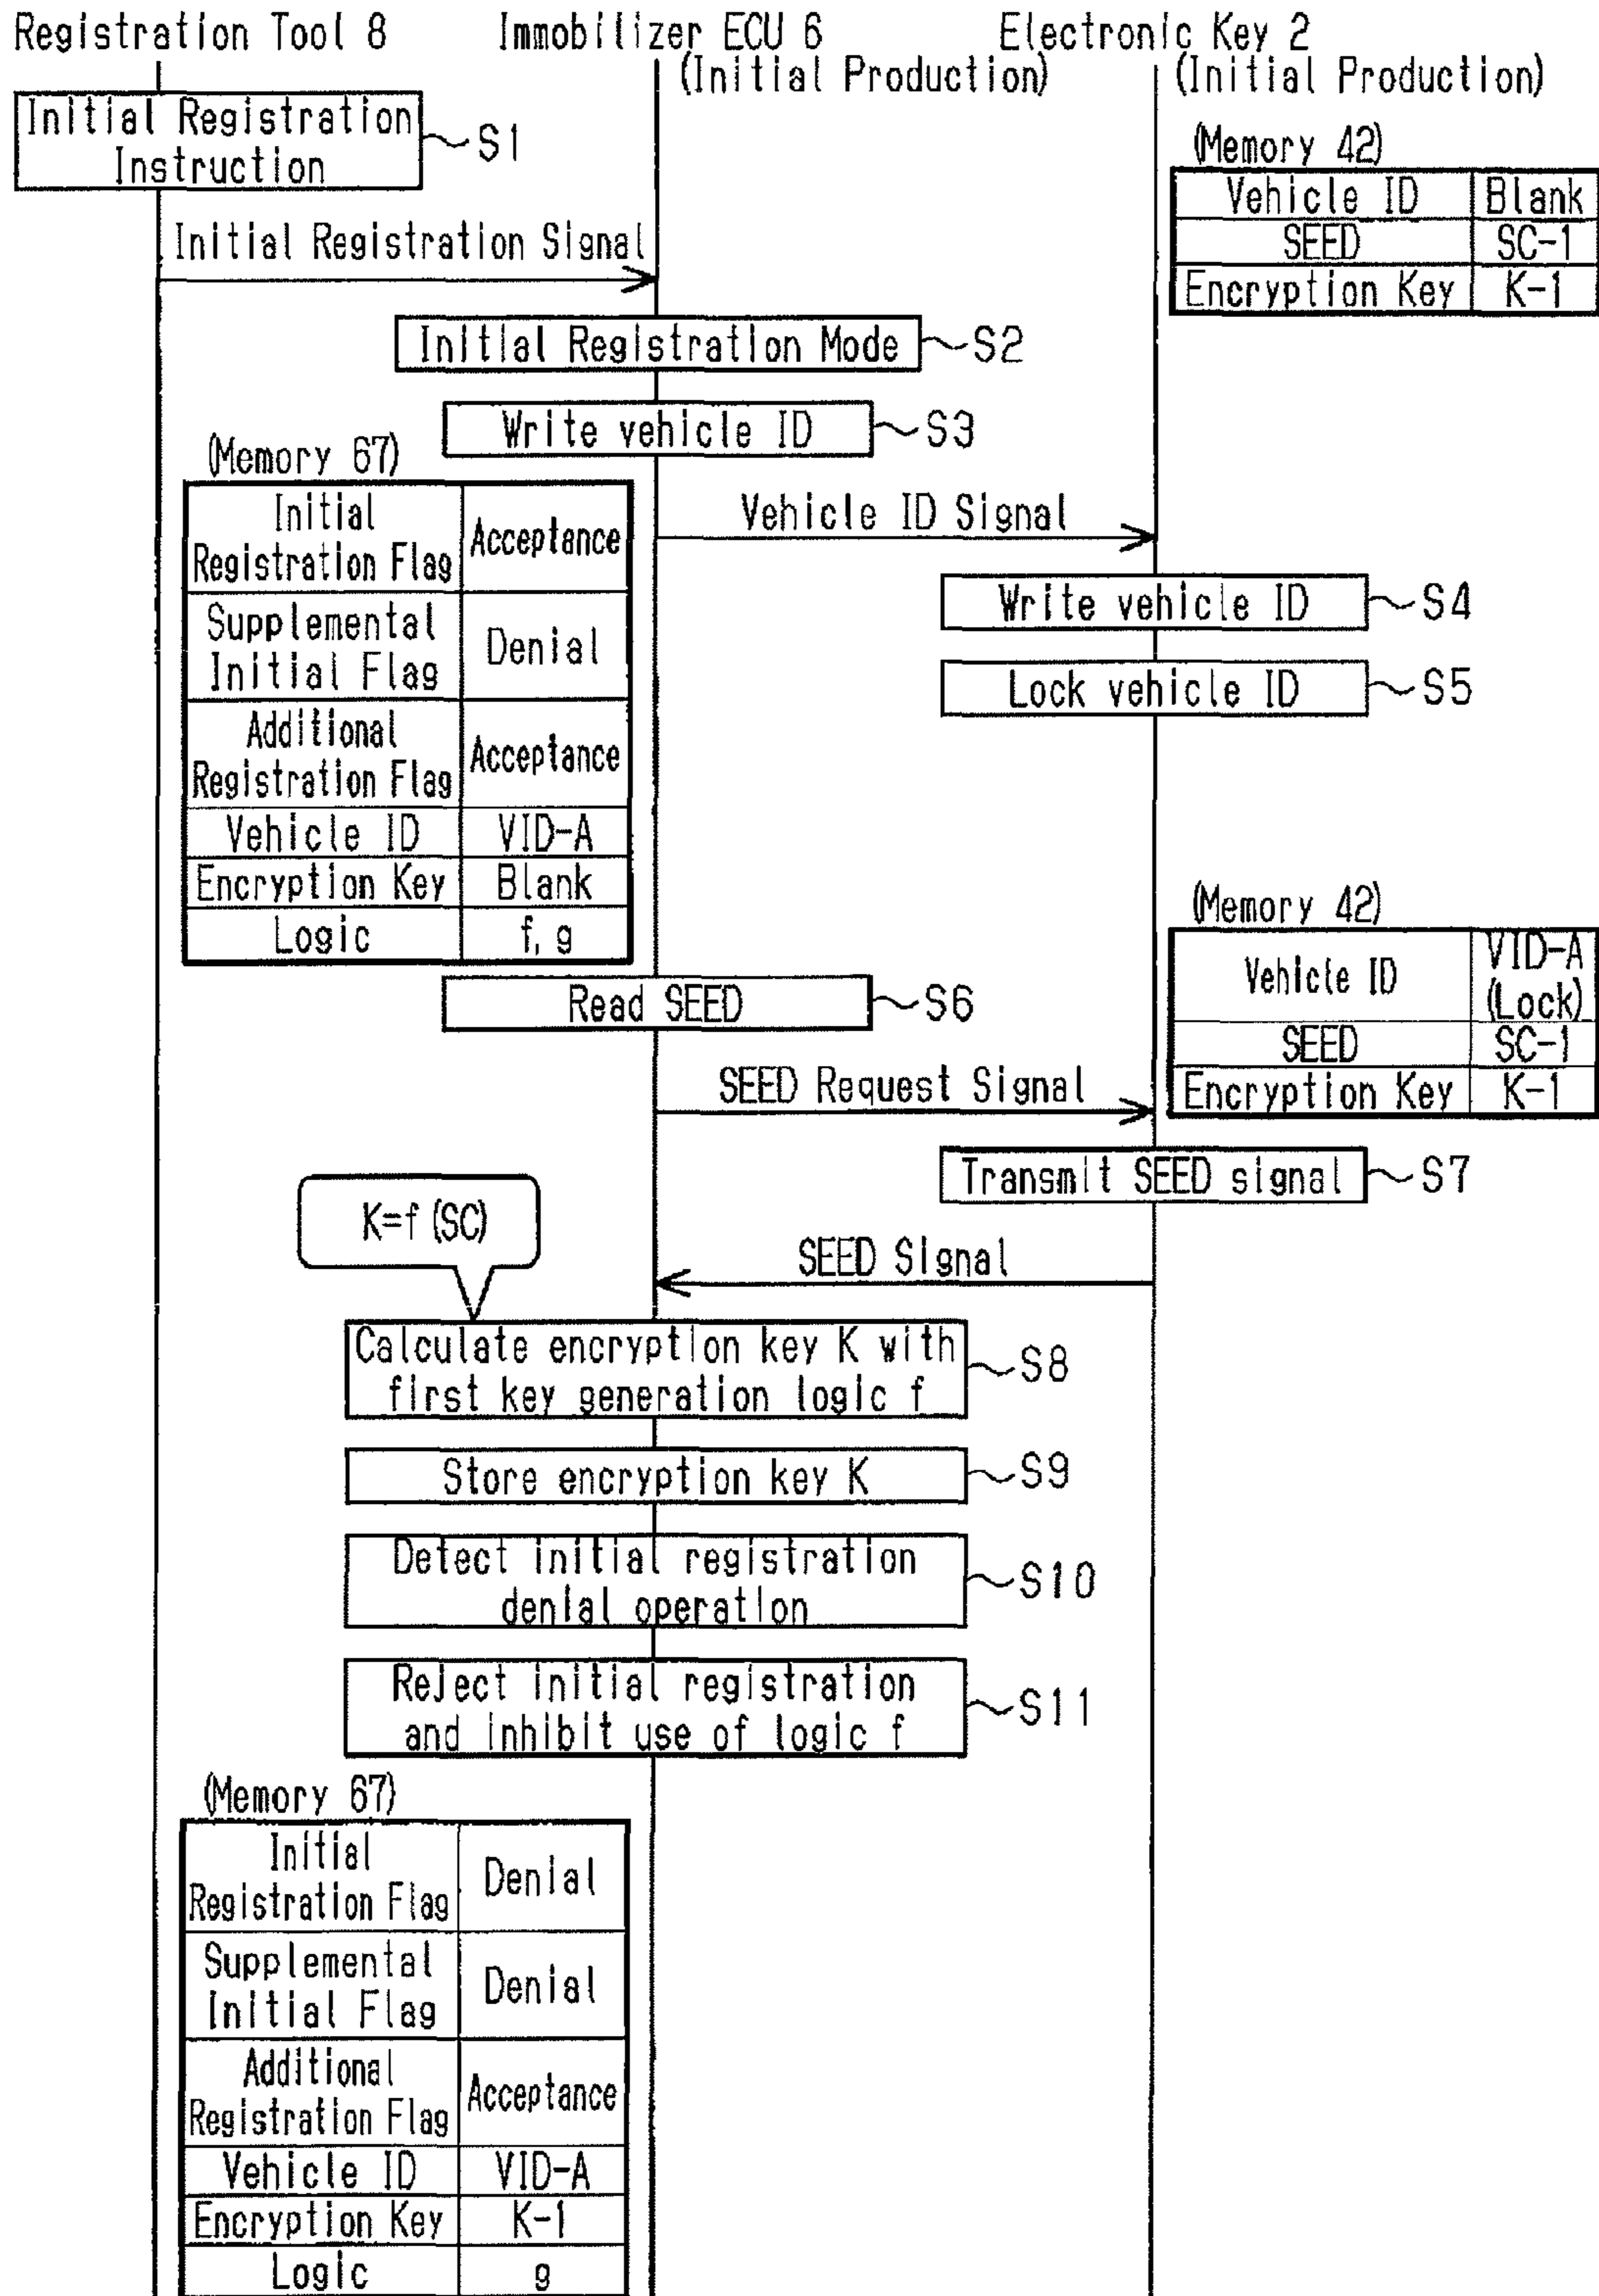 Registration Tool 8
Immobilizer ECU 6
(Initial Production)
Electronic Key 2
(Initial Production)
Initial Registration
Instruction
S1
(Memory 42)
Vehicle ID Blank
SEED SC-1
Encryption Key K-1
Initial Registration Signal
Initial Registration Mode
S2
Write vehicle ID
S3
(Memory 67)
Initial
Registration Flag
Acceptance
Supplemental
Initial Flag
Denial
Additional
Registration Flag
Acceptance
Vehicle ID VID-A
Encryption Key Blank
Logic f, g
Vehicle ID Signal
Write vehicle ID
S4
Lock vehicle ID
S5
(Memory 42)
Vehicle ID
VID-A
(Lock)
SEED SC-1
Encryption Key K-1
Read SEED
S6
SEED Request Signal
Transmit SEED signal
S7
K=f (SC)
SEED Signal
Calculate encryption key K with
first key generation logic f
S8
Store encryption key K
S9
Detect initial registration
denial operation
S10
Reject initial registration
and inhibit use of logic f
S11
(Memory 67)
Initial
Registration Flag
Denial
Supplemental
Initial Flag
Denial
Additional
Registration Flag
Acceptance
Vehicle ID VID-A
Encryption Key K-1
Logic g